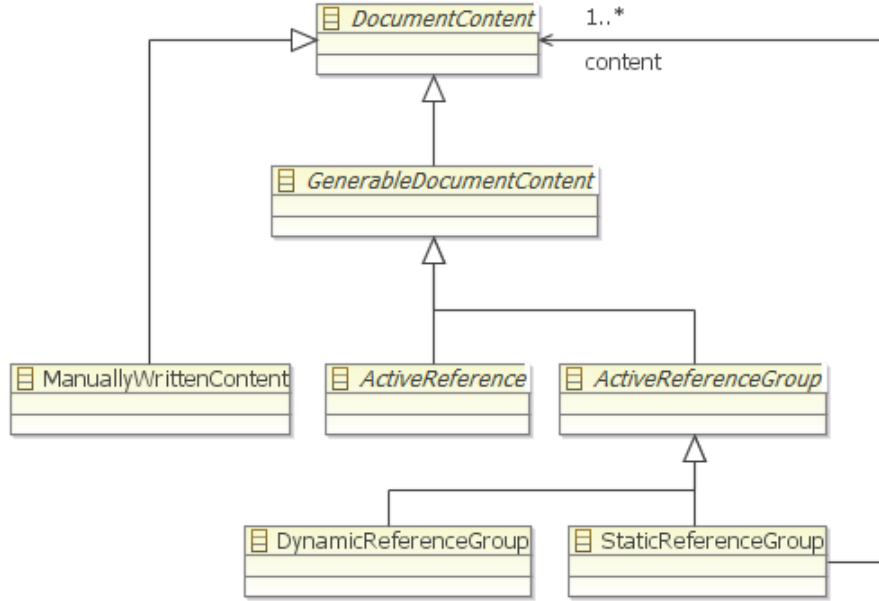 DocumentContent
1..*
content
GenerableDocumentContent
ManuallyWrittenContent
ActiveReference
ActiveReferenceGroup
DynamicReferenceGroup
StaticReferenceGroup